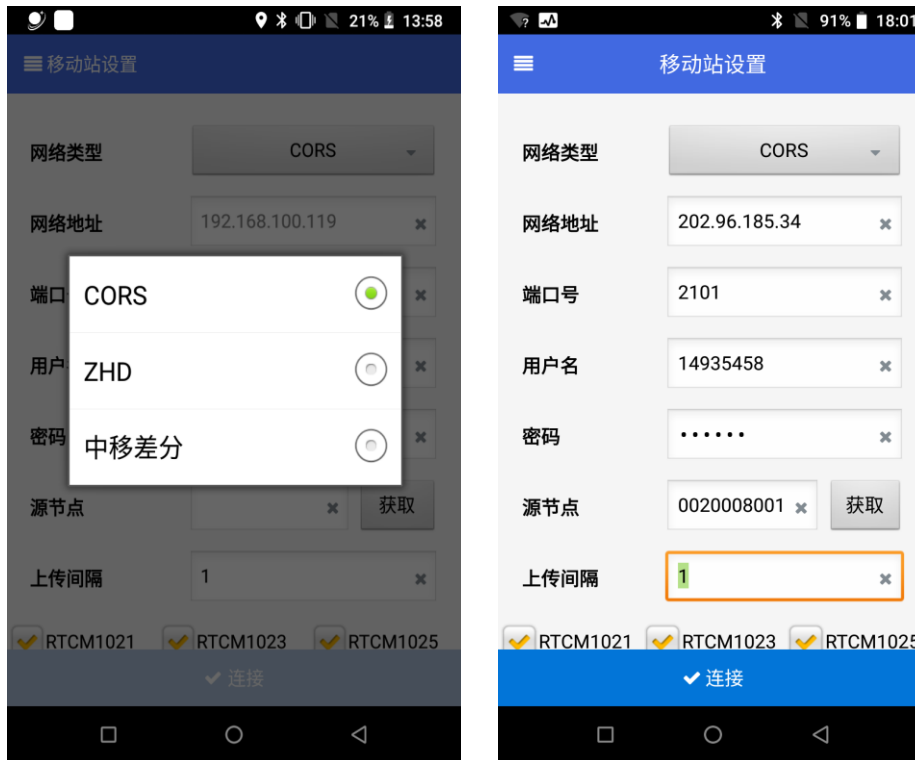 21% 13:58
移动站设置
网络类型 CORS
网络地址 192.168.100.119
端口
CORS
用户
ZHD
密码
中移差分
源节点 获取
上传间隔 1
RTCM1021 RTCM1023 RTCM1025
连接
91% 18:01
移动站设置
网络类型 CORS
网络地址 202.96.185.34
端口号 2101
用户名 14935458
密码 ••••••
源节点 0020008001 获取
上传间隔 1
RTCM1021 RTCM1023 RTCM1025
连接